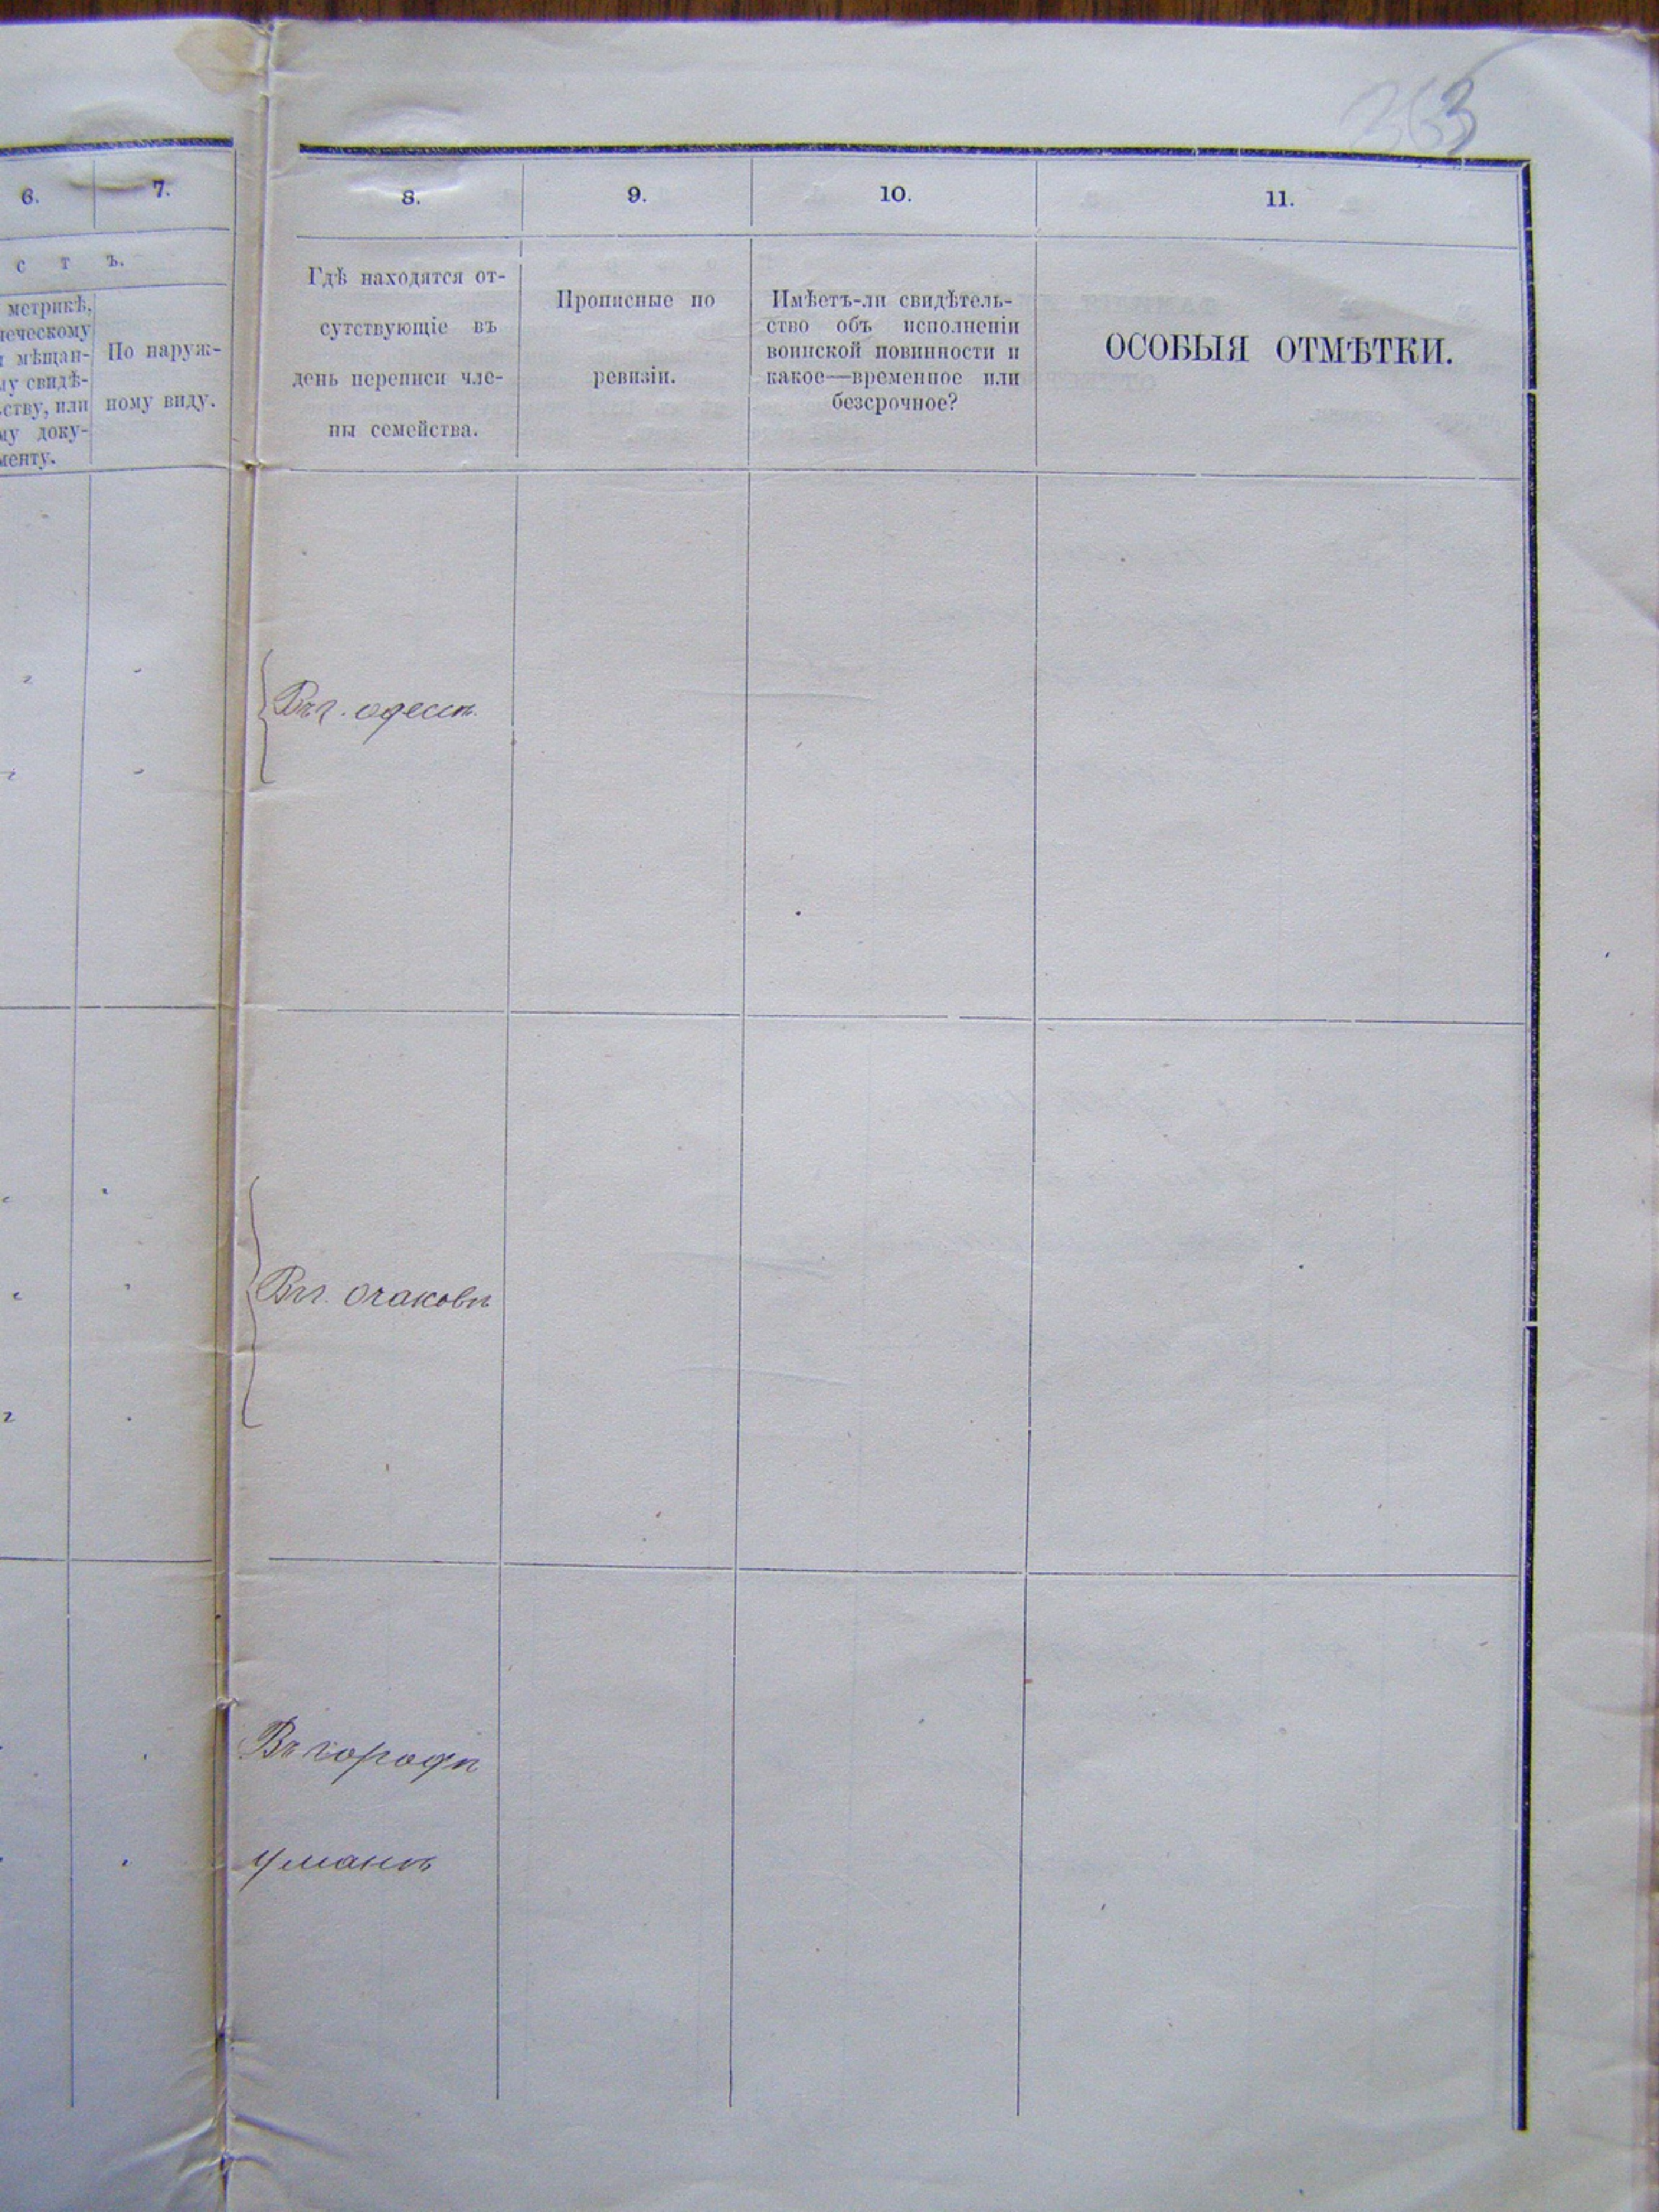 363
6.
7.
8.
9.
10.
11.
с т ъ.
метрикѣ,
ческому
мѣщан-
му свидѣ-
ству, или
му доку-
менту.
По наруж-
ному виду.
Гдѣ находятся от-
сутствующіе въ
день переписи чле-
ны семейства.
Прописные по
ревизіи.
Имѣетъ-ли свидѣтель-
ство объ исполненіи
воинской повинности и
какое—временное или
безсрочное?
ОСОБЫЯ ОТМѢТКИ.
Въ г. одессѣ.
Въ г. очаковѣ
Въ городѣ
уманѣ